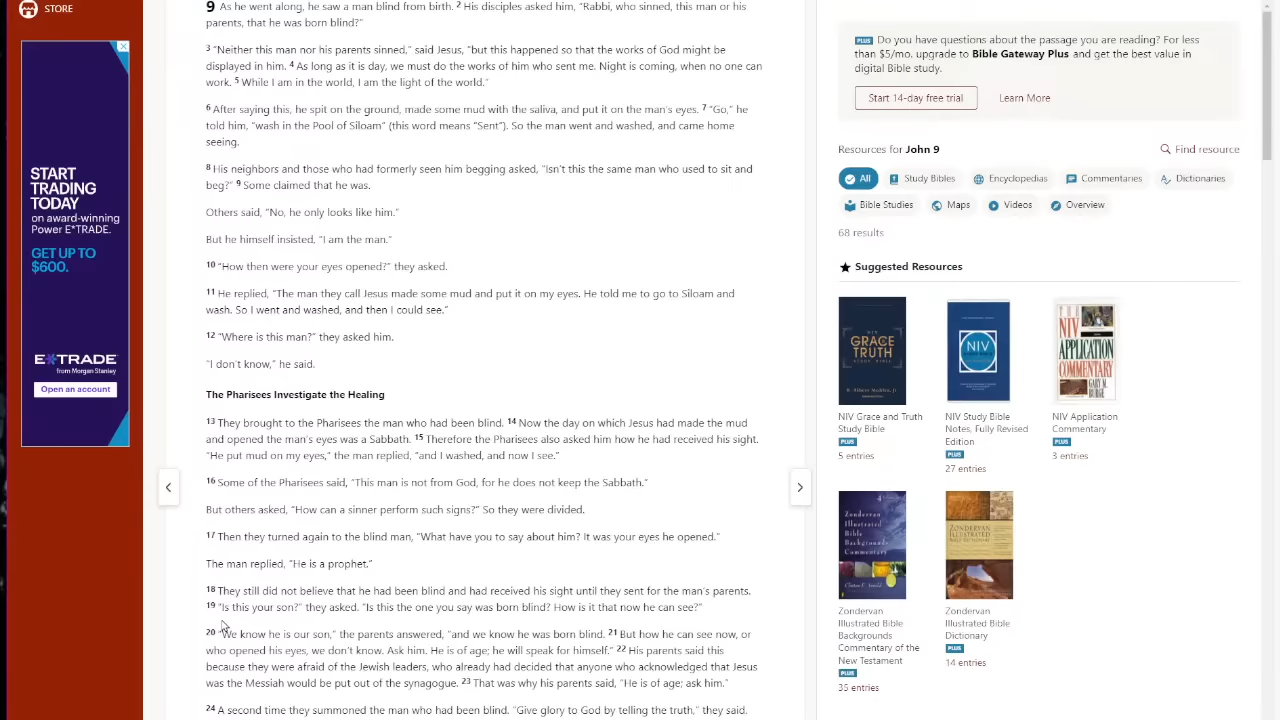 STORE
START
TRADING
TODAY
on award-winning
Power E*TRADE.
GET UP TO
$600.
E*TRADE
from Morgan Stanley
Open an account
9 As he went along, he saw a man blind from birth. 2 His disciples asked him, “Rabbi, who sinned, this man or his
parents, that he was born blind?”
3 “Neither this man nor his parents sinned,” said Jesus, “but this happened so that the works of God might be
displayed in him. 4 As long as it is day, we must do the works of him who sent me. Night is coming, when no one can
work. 5 While I am in the world, I am the light of the world.”
6 After saying this, he spit on the ground, made some mud with the saliva, and put it on the man’s eyes. 7 “Go,” he
told him, “wash in the Pool of Siloam” (this word means “Sent”). So the man went and washed, and came home
seeing.
8 His neighbors and those who had formerly seen him begging asked, “Isn’t this the same man who used to sit and
beg?” 9 Some claimed that he was.
Others said, “No, he only looks like him.”
But he himself insisted, “I am the man.”
10 “How then were your eyes opened?” they asked.
11 He replied, “The man they call Jesus made some mud and put it on my eyes. He told me to go to Siloam and
wash. So I went and washed, and then I could see.”
12 “Where is this man?” they asked him.
“I don’t know,” he said.
The Pharisees Investigate the Healing
13 They brought to the Pharisees the man who had been blind. 14 Now the day on which Jesus had made the mud
and opened the man’s eyes was a Sabbath. 15 Therefore the Pharisees also asked him how he had received his sight.
“He put mud on my eyes,” the man replied, “and I washed, and now I see.”
16 Some of the Pharisees said, “This man is not from God, for he does not keep the Sabbath.”
But others asked, “How can a sinner perform such signs?” So they were divided.
17 Then they turned again to the blind man, “What have you to say about him? It was your eyes he opened.”
The man replied, “He is a prophet.”
18 They still did not believe that he had been blind and had received his sight until they sent for the man’s parents.
19 “Is this your son?” they asked. “Is this the one you say was born blind? How is it that now he can see?”
20 “We know he is our son,” the parents answered, “and we know he was born blind. 21 But how he can see now, or
who opened his eyes, we don’t know. Ask him. He is of age; he will speak for himself.” 22 His parents said this
because they were afraid of the Jewish leaders, who already had decided that anyone who acknowledged that Jesus
was the Messiah would be put out of the synagogue. 23 That was why his parents said, “He is of age; ask him.”
24 A second time they summoned the man who had been blind. “Give glory to God by telling the truth,” they said.
PLUS Do you have questions about the passage you are reading? For less
than $5/mo. upgrade to Bible Gateway Plus and get the best value in
digital Bible study.
Start 14-day free trial Learn More
Resources for John 9 Find resource
All Study Bibles Encyclopedias Commentaries Dictionaries
Bible Studies Maps Videos Overview
68 results
Suggested Resources
NIV
GRACE
TRUTH
STUDY BIBLE
NIV
STUDY BIBLE
NIV
APPLICATION
COMMENTARY
GARY M.
BURGE
NIV Grace and Truth
Study Bible
PLUS
5 entries
NIV Study Bible
Notes, Fully Revised
Edition
PLUS
27 entries
NIV Application
Commentary
PLUS
3 entries
Zondervan
Illustrated
Bible
Backgrounds
Commentary
ZONDERVAN
ILLUSTRATED
BIBLE DICTIONARY
Zondervan
Illustrated Bible
Backgrounds
Commentary of the
New Testament
PLUS
35 entries
Zondervan
Illustrated Bible
Dictionary
PLUS
14 entries